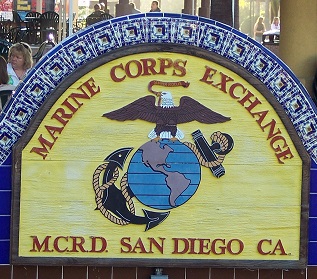 MARINE CORPS EXCHANGE
M.C.R.D. SAN DIEGO CA.